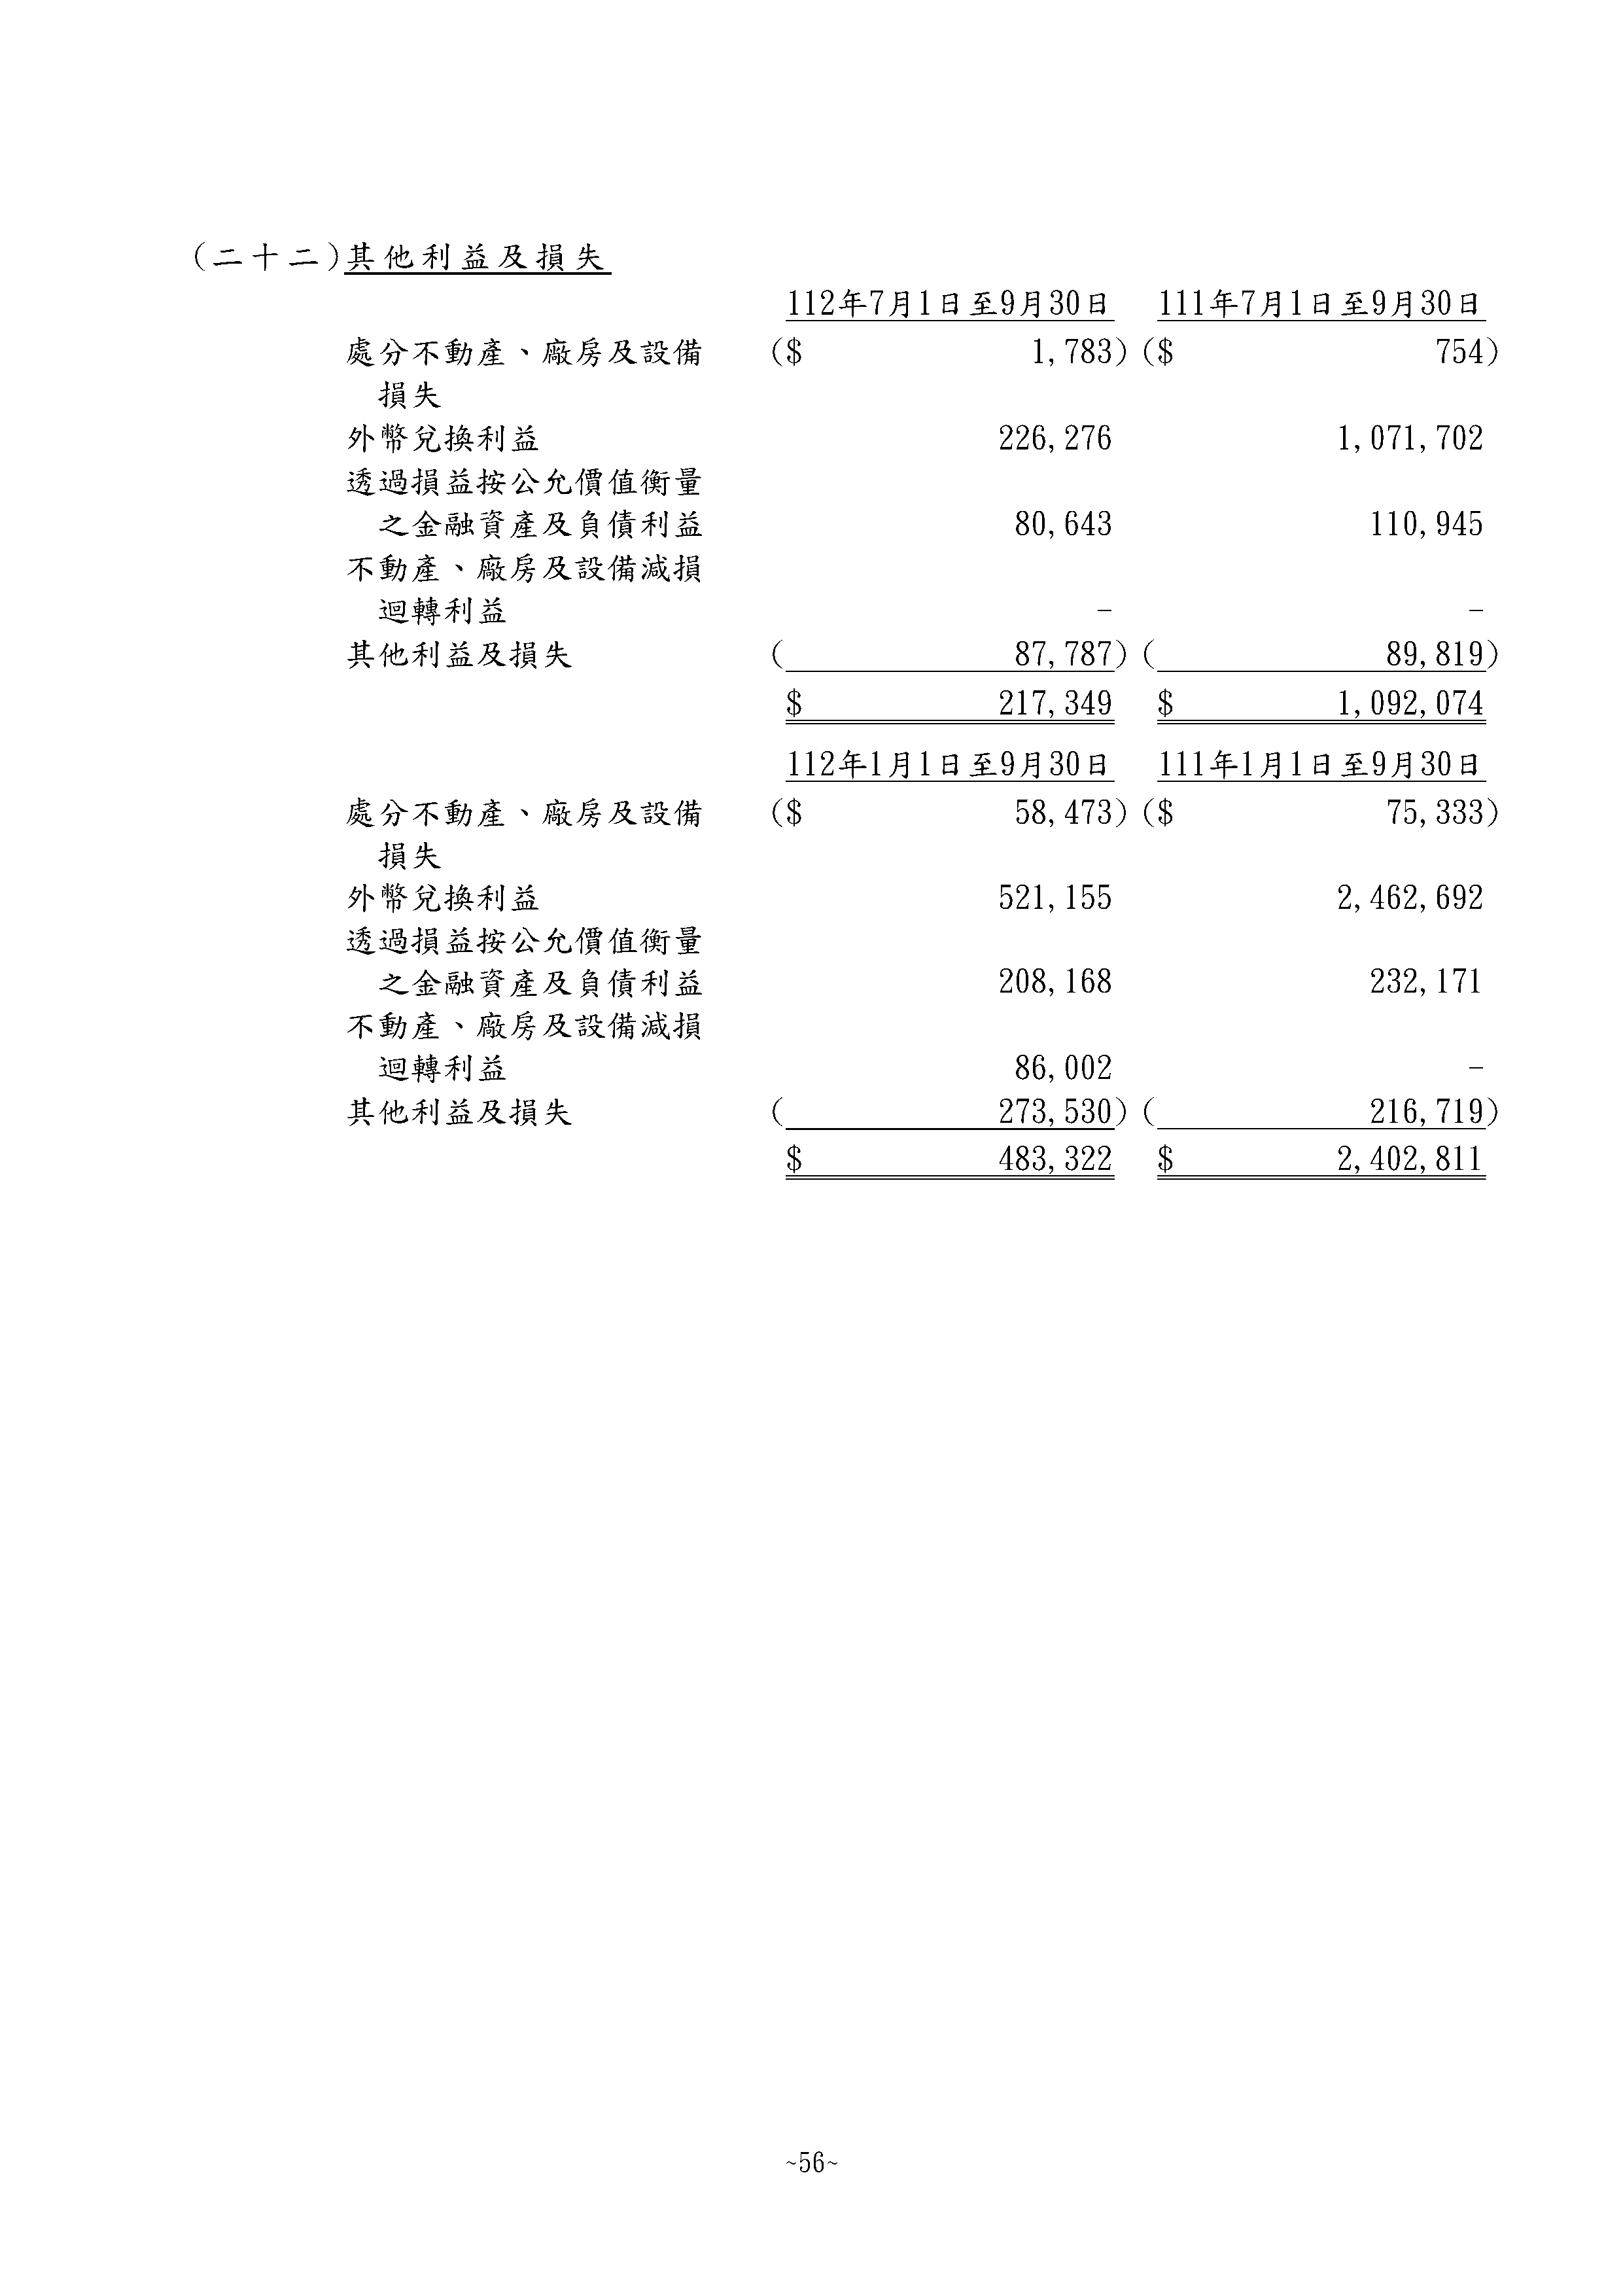 (二十二)其他利益及損失
112年7月1日至9月30日 111年7月1日至9月30日
處分不動產、廠房及設備 ($ 1,783) ($ 754)
損失
外幣兌換利益 226,276 1,071,702
透過損益按公允價值衡量
之金融資產及負債利益 80,643 110,945
不動產、廠房及設備減損
迴轉利益 - -
其他利益及損失 ( 87,787) ( 89,819)
$ 217,349 $ 1,092,074
112年1月1日至9月30日 111年1月1日至9月30日
處分不動產、廠房及設備 ($ 58,473) ($ 75,333)
損失
外幣兌換利益 521,155 2,462,692
透過損益按公允價值衡量
之金融資產及負債利益 208,168 232,171
不動產、廠房及設備減損
迴轉利益 86,002 -
其他利益及損失 ( 273,530) ( 216,719)
$ 483,322 $ 2,402,811
~56~